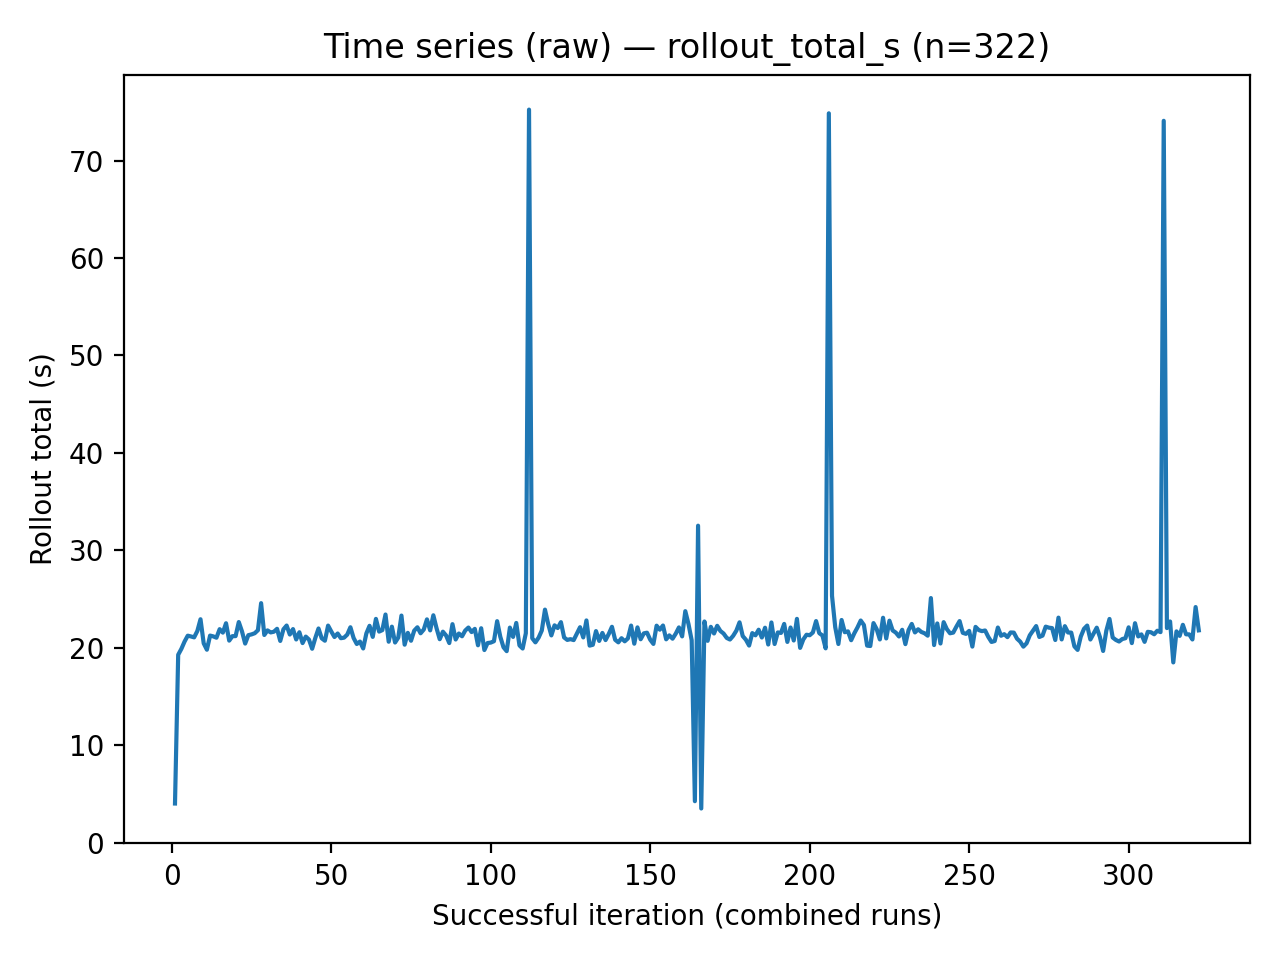 Time series (raw) — rollout_total_s (n=322)
Rollout total (s)
70
60
50
40
30
20
10
0
0 50 100 150 200 250 300
Successful iteration (combined runs)